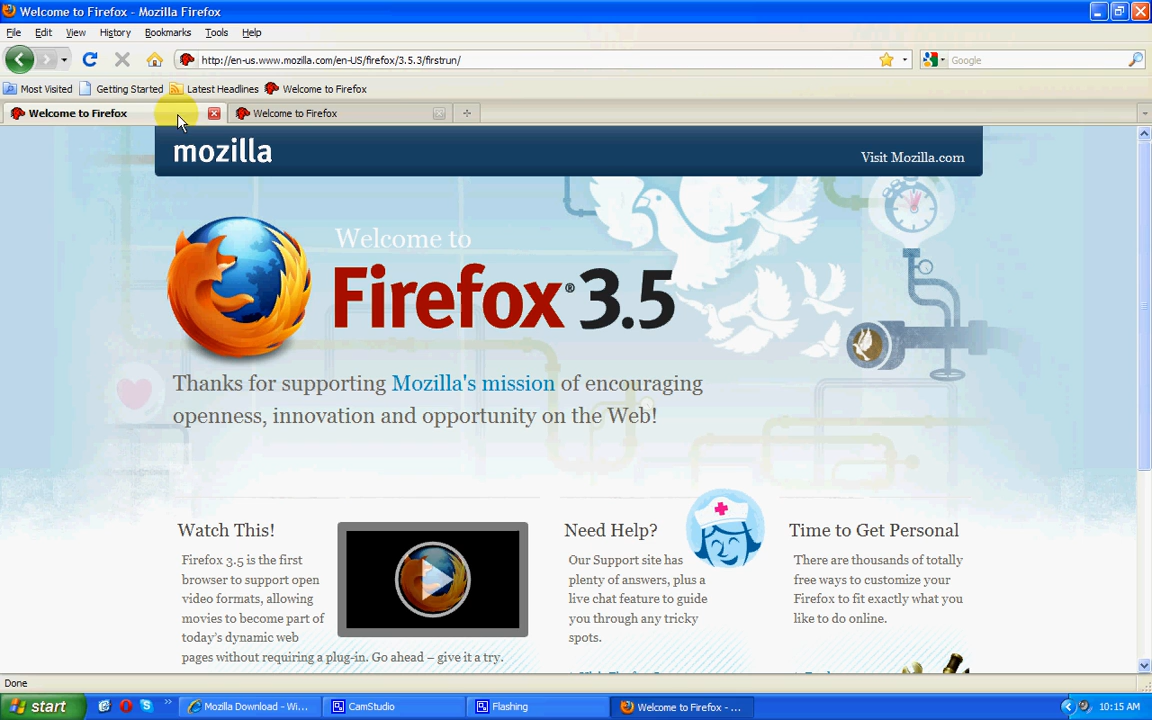 Welcome to Firefox - Mozilla Firefox
File Edit View History Bookmarks Tools Help
http://en-us.www.mozilla.com/en-US/firefox/3.5.3/firstrun/
Google
Most Visited Getting Started Latest Headlines Welcome to Firefox
Welcome to Firefox Welcome to Firefox
mozilla
Visit Mozilla.com
Welcome to
Firefox® 3.5
Thanks for supporting Mozilla's mission of encouraging
openness, innovation and opportunity on the Web!
Watch This!
Firefox 3.5 is the first
browser to support open
video formats, allowing
movies to become part of
today's dynamic web
pages without requiring a plug-in. Go ahead – give it a try.
Need Help?
Our Support site has
plenty of answers, plus a
live chat feature to guide
you through any tricky
spots.
Time to Get Personal
There are thousands of totally
free ways to customize your
Firefox to fit exactly what you
like to do online.
Done
start
Mozilla Download - Wi...
CamStudio
Flashing
Welcome to Firefox - ...
10:15 AM